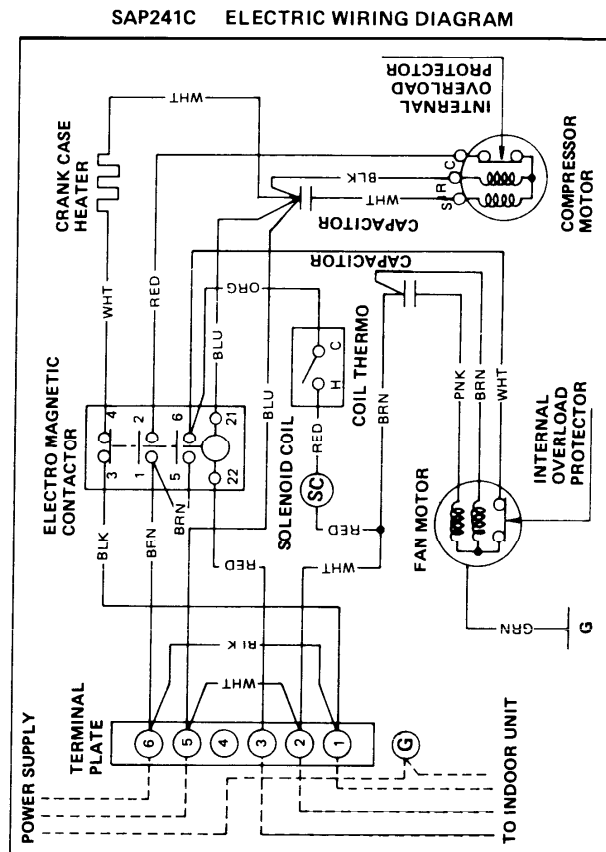 SAP241C ELECTRIC WIRING DIAGRAM
INTERNAL
OVERLOAD
PROTECTOR
WHT
CRANK CASE
HEATER
C
R
S
BLK
WHT
COMPRESSOR
MOTOR
CAPACITOR
CAPACITOR
WHT
RED
ORG
BLU
BLU
C
H
COIL THERMO
BRN
PNK
BRN
WHT
ELECTRO MAGNETIC
CONTACTOR
4
2
6
21
3
1
5
22
RED
SOLENOID COIL
SC
RED
INTERNAL
OVERLOAD
PROTECTOR
FAN MOTOR
BLK
BRN
BRN
RED
WHT
GRN
G
BLK
WHT
TERMINAL
PLATE
6
5
4
3
2
1
G
POWER SUPPLY
TO INDOOR UNIT